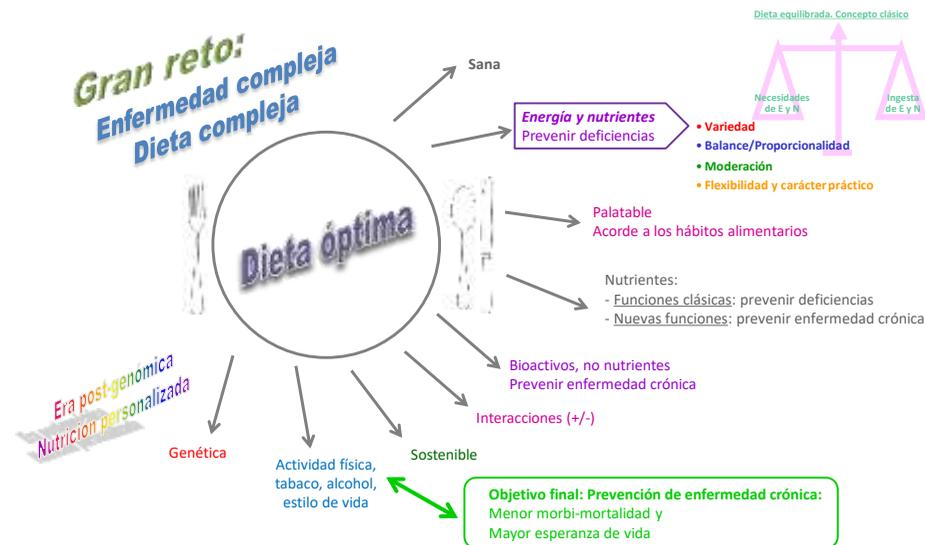 Dieta equilibrada. Concepto clásico
Gran reto:
Enfermedad compleja
Dieta compleja
Sana
Necesidades
de E y N
Ingesta
de E y N
Energía y nutrientes
Prevenir deficiencias
• Variedad
• Balance/Proporcionalidad
• Moderación
• Flexibilidad y carácter práctico
Dieta óptima
Palatable
Acorde a los hábitos alimentarios
Nutrientes:
- Funciones clásicas: prevenir deficiencias
- Nuevas funciones: prevenir enfermedad crónica
Bioactivos, no nutrientes
Prevenir enfermedad crónica
Interacciones (+/-)
Era post-genómica
Nutrición personalizada
Genética
Actividad física,
tabaco, alcohol,
estilo de vida
Sostenible
Objetivo final: Prevención de enfermedad crónica:
Menor morbi-mortalidad y
Mayor esperanza de vida